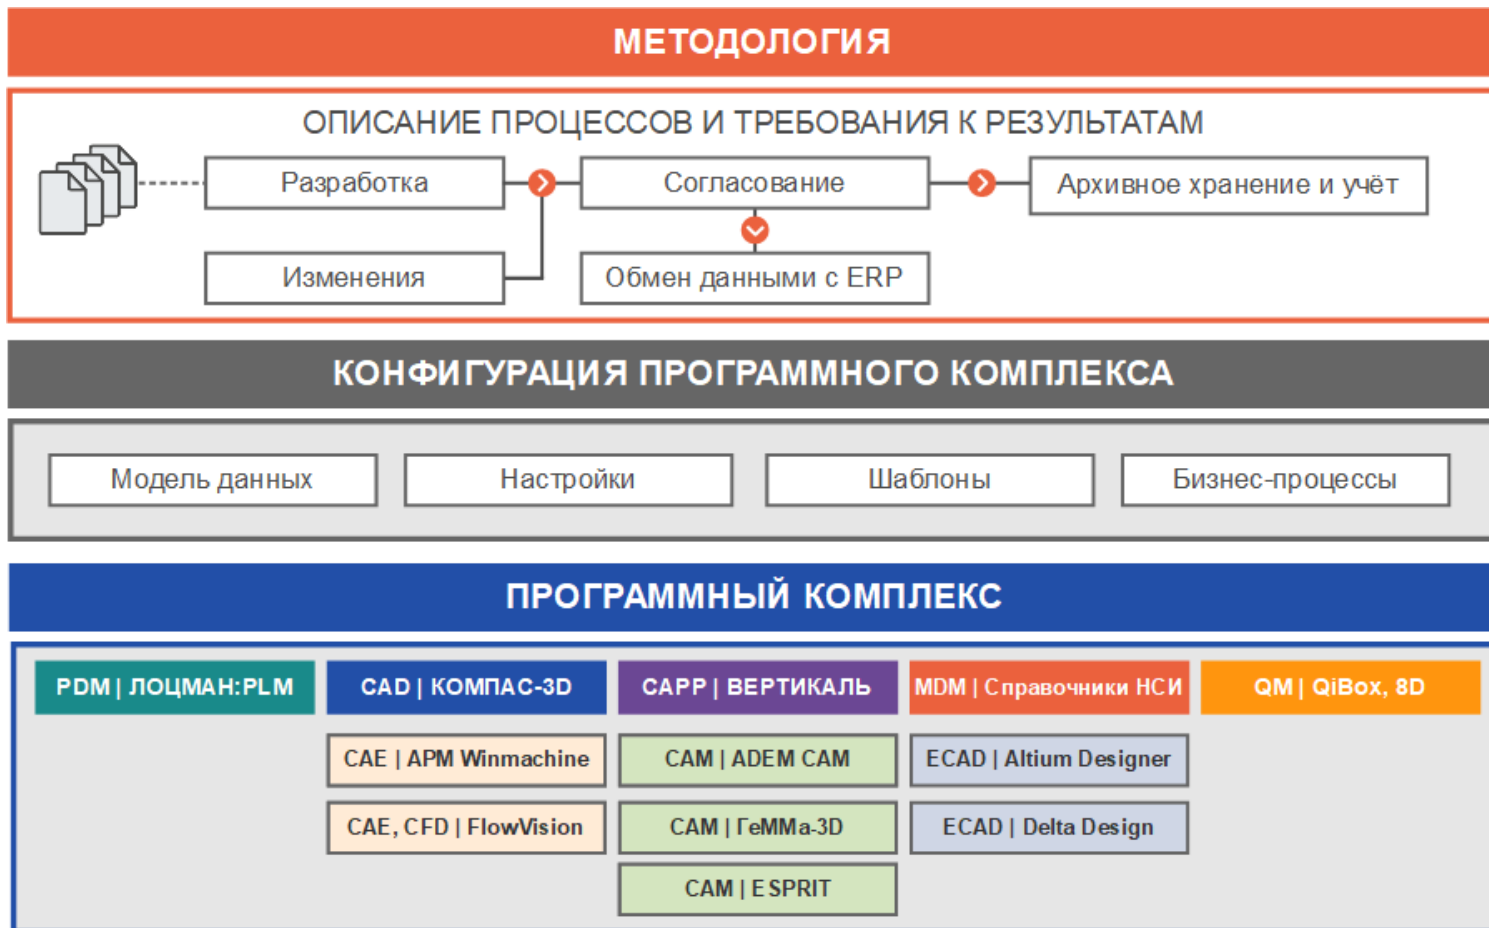 МЕТОДОЛОГИЯ
ОПИСАНИЕ ПРОЦЕССОВ И ТРЕБОВАНИЯ К РЕЗУЛЬТАТАМ
Разработка
Согласование
Архивное хранение и учёт
Изменения
Обмен данными с ERP
КОНФИГУРАЦИЯ ПРОГРАММНОГО КОМПЛЕКСА
Модель данных
Настройки
Шаблоны
Бизнес-процессы
ПРОГРАММНЫЙ КОМПЛЕКС
PDM | ЛОЦМАН:PLM
CAD | КОМПАС-3D
CAPP | ВЕРТИКАЛЬ
MDM | Справочники НСИ
QM | QiBox, 8D
CAE | APM Winmachine
CAM | ADEM CAM
ECAD | Altium Designer
CAE, CFD | FlowVision
CAM | ГеММа-3D
ECAD | Delta Design
CAM | ESPRIT